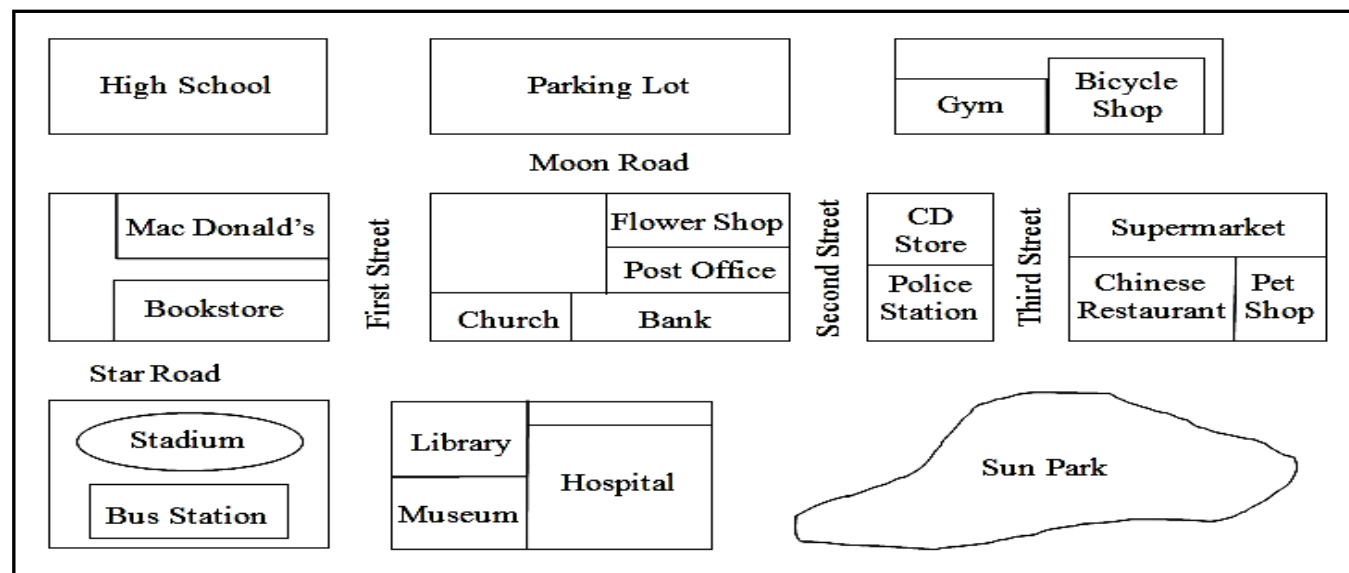 High School
Parking Lot
Gym
Bicycle
Shop
Moon Road
Mac Donald's
Bookstore
First Street
Flower Shop
Post Office
Church
Bank
Second Street
CD
Store
Police
Station
Third Street
Supermarket
Chinese
Restaurant
Pet
Shop
Star Road
Stadium
Bus Station
Library
Museum
Hospital
Sun Park